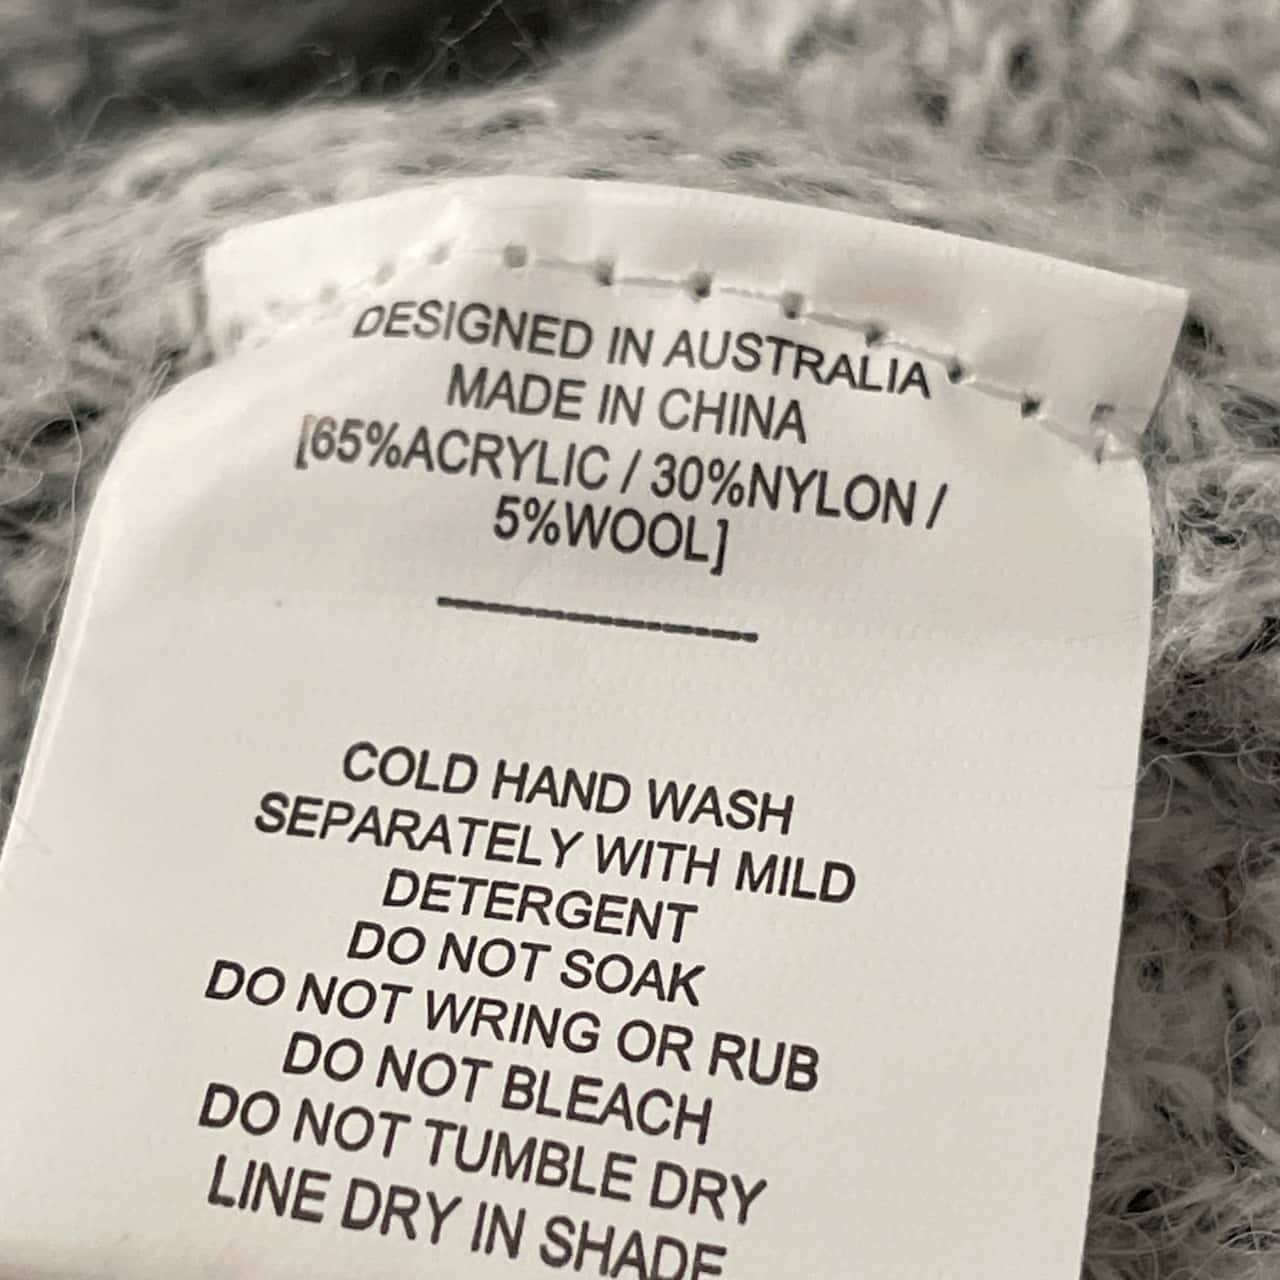 DESIGNED IN AUSTRALIA
MADE IN CHINA
[65%ACRYLIC / 30%NYLON /
5%WOOL]
COLD HAND WASH
SEPARATELY WITH MILD
DETERGENT
DO NOT SOAK
DO NOT WRING OR RUB
DO NOT BLEACH
DO NOT TUMBLE DRY
LINE DRY IN SHADE